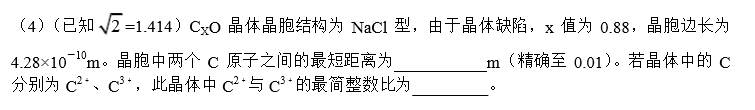 （4）（已知 √2 =1.414）CₓO 晶体晶胞结构为 NaCl 型，由于晶体缺陷，x 值为 0.88，晶胞边长为
4.28×10⁻¹⁰m。晶胞中两个 C 原子之间的最短距离为__________m（精确至 0.01）。若晶体中的 C
分别为 C²⁺、C³⁺，此晶体中 C²⁺与 C³⁺的最简整数比为________。